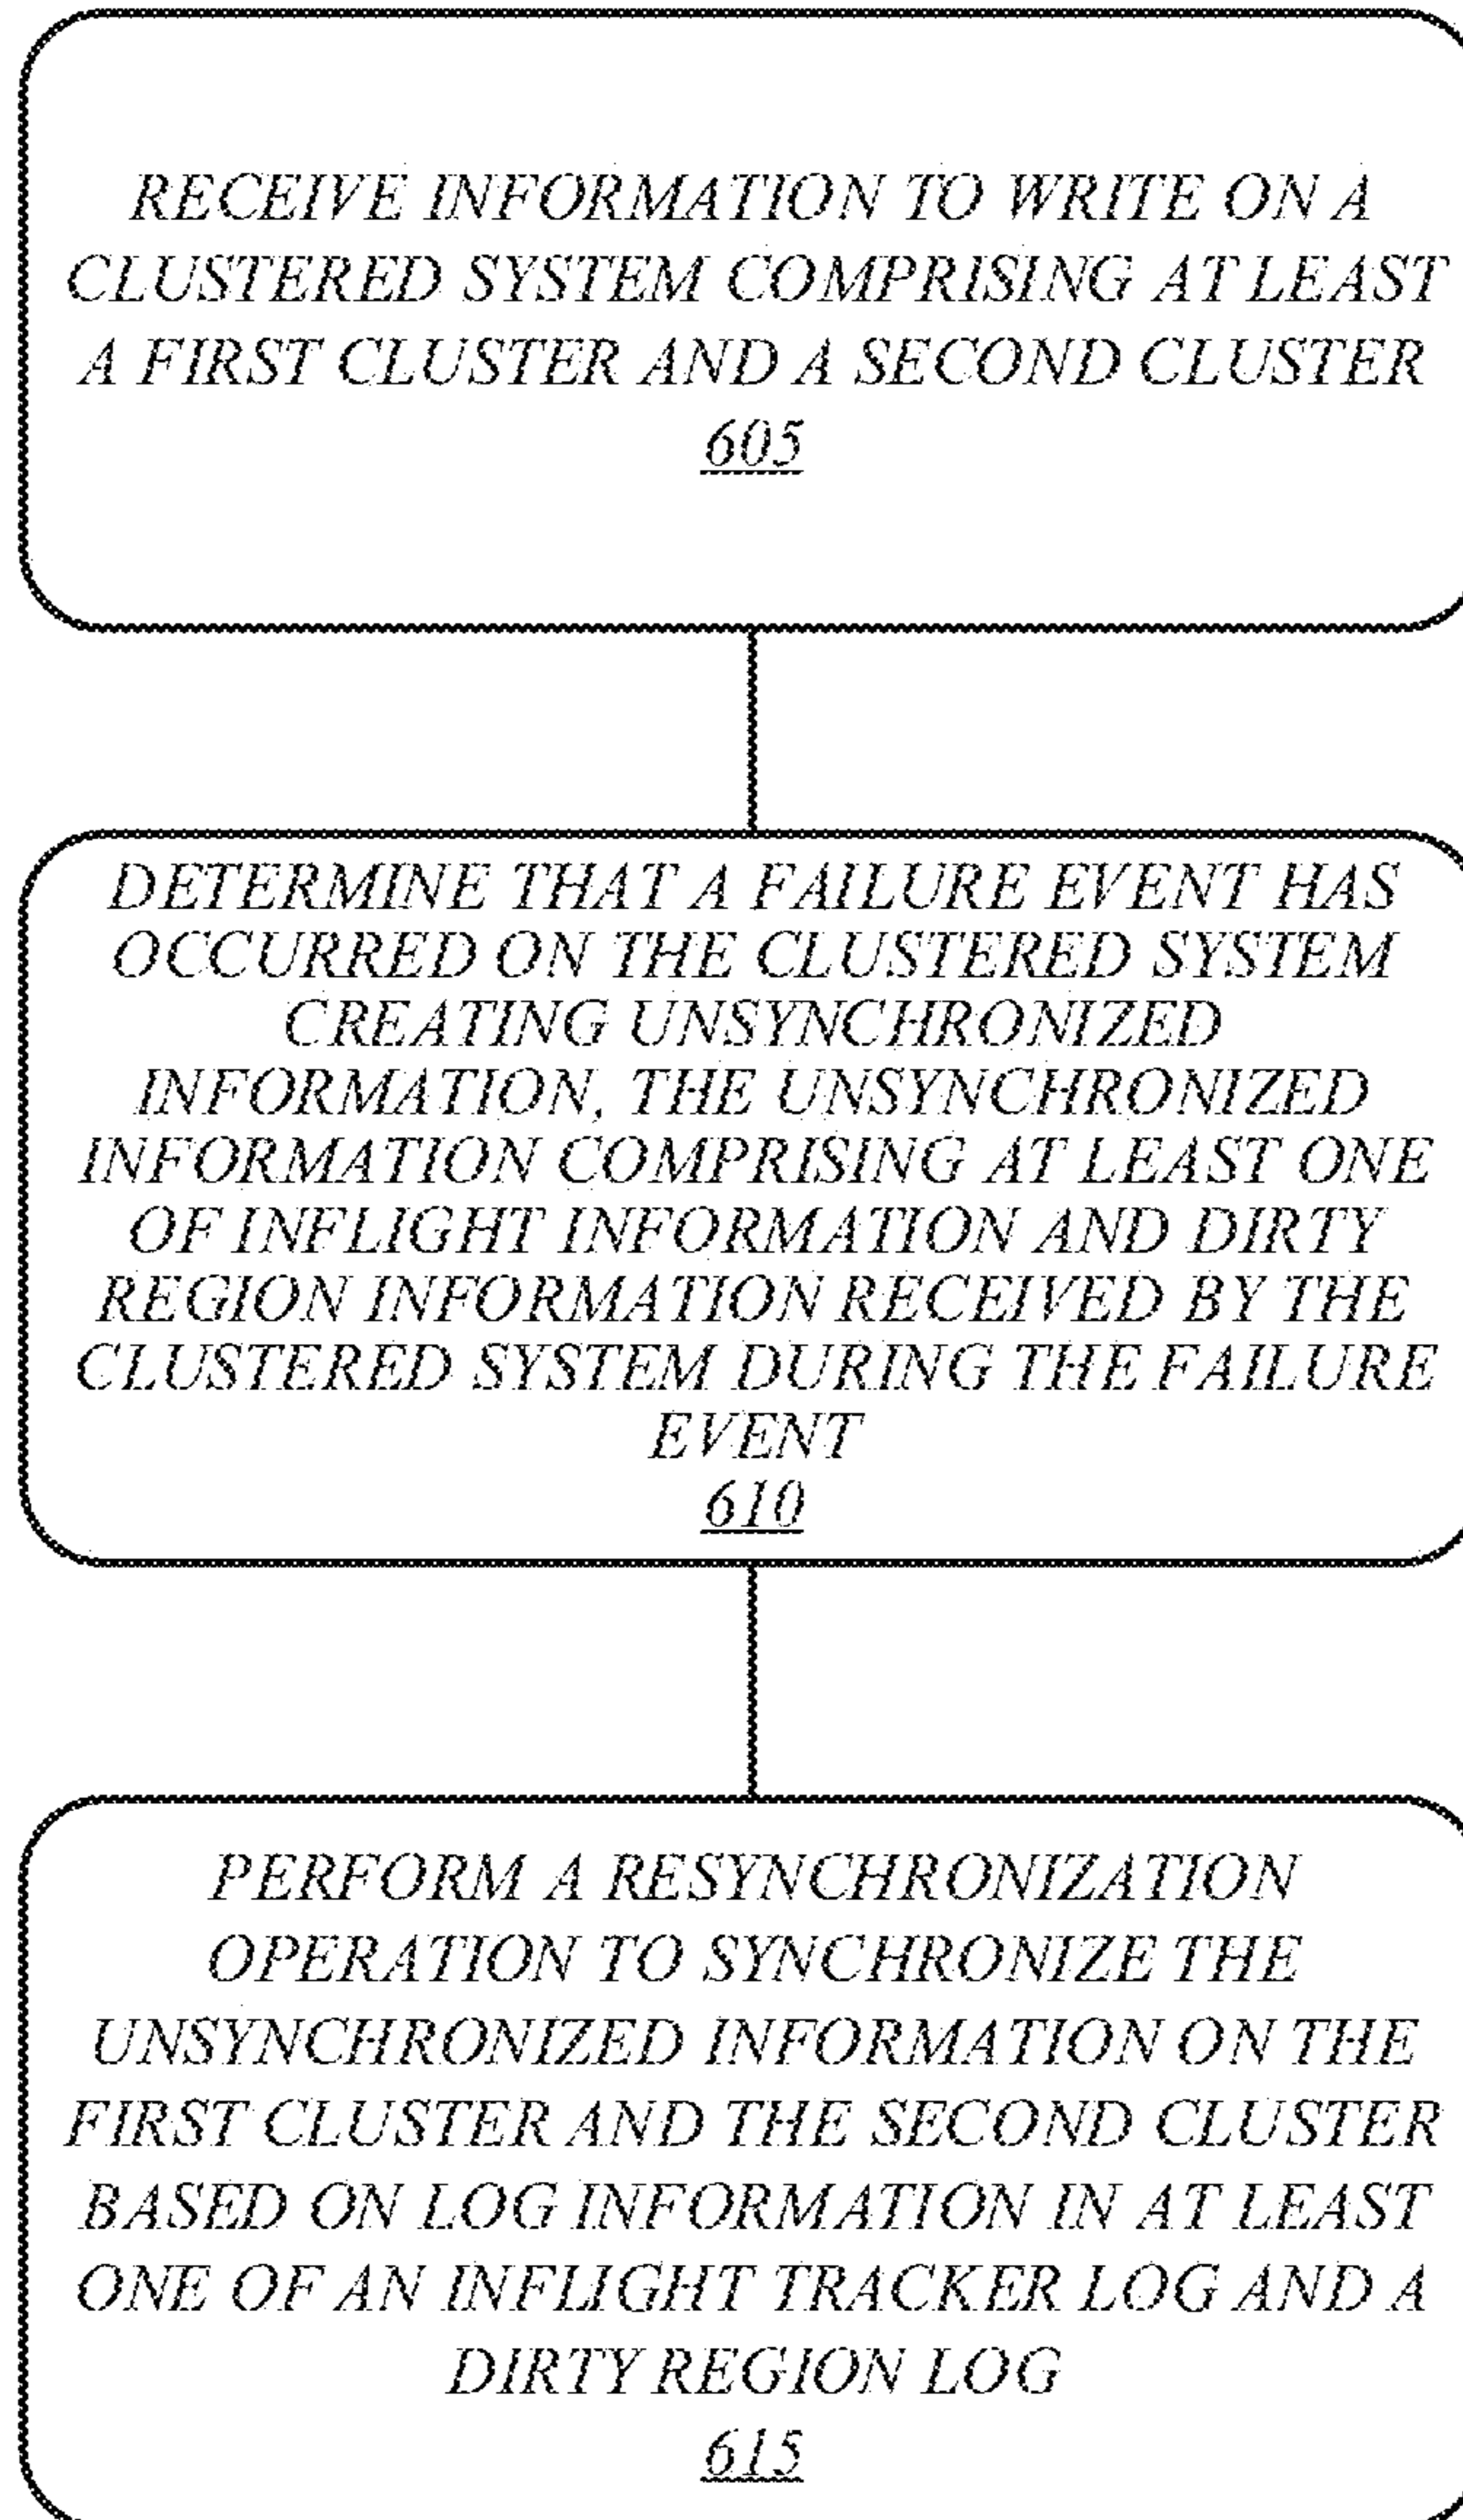 RECEIVE INFORMATION TO WRITE ON A
CLUSTERED SYSTEM COMPRISING AT LEAST
A FIRST CLUSTER AND A SECOND CLUSTER
605
DETERMINE THAT A FAILURE EVENT HAS
OCCURRED ON THE CLUSTERED SYSTEM
CREATING UNSYNCHRONIZED
INFORMATION, THE UNSYNCHRONIZED
INFORMATION COMPRISING AT LEAST ONE
OF INFLIGHT INFORMATION AND DIRTY
REGION INFORMATION RECEIVED BY THE
CLUSTERED SYSTEM DURING THE FAILURE
EVENT
610
PERFORM A RESYNCHRONIZATION
OPERATION TO SYNCHRONIZE THE
UNSYNCHRONIZED INFORMATION ON THE
FIRST CLUSTER AND THE SECOND CLUSTER
BASED ON LOG INFORMATION IN AT LEAST
ONE OF AN INFLIGHT TRACKER LOG AND A
DIRTY REGION LOG
615